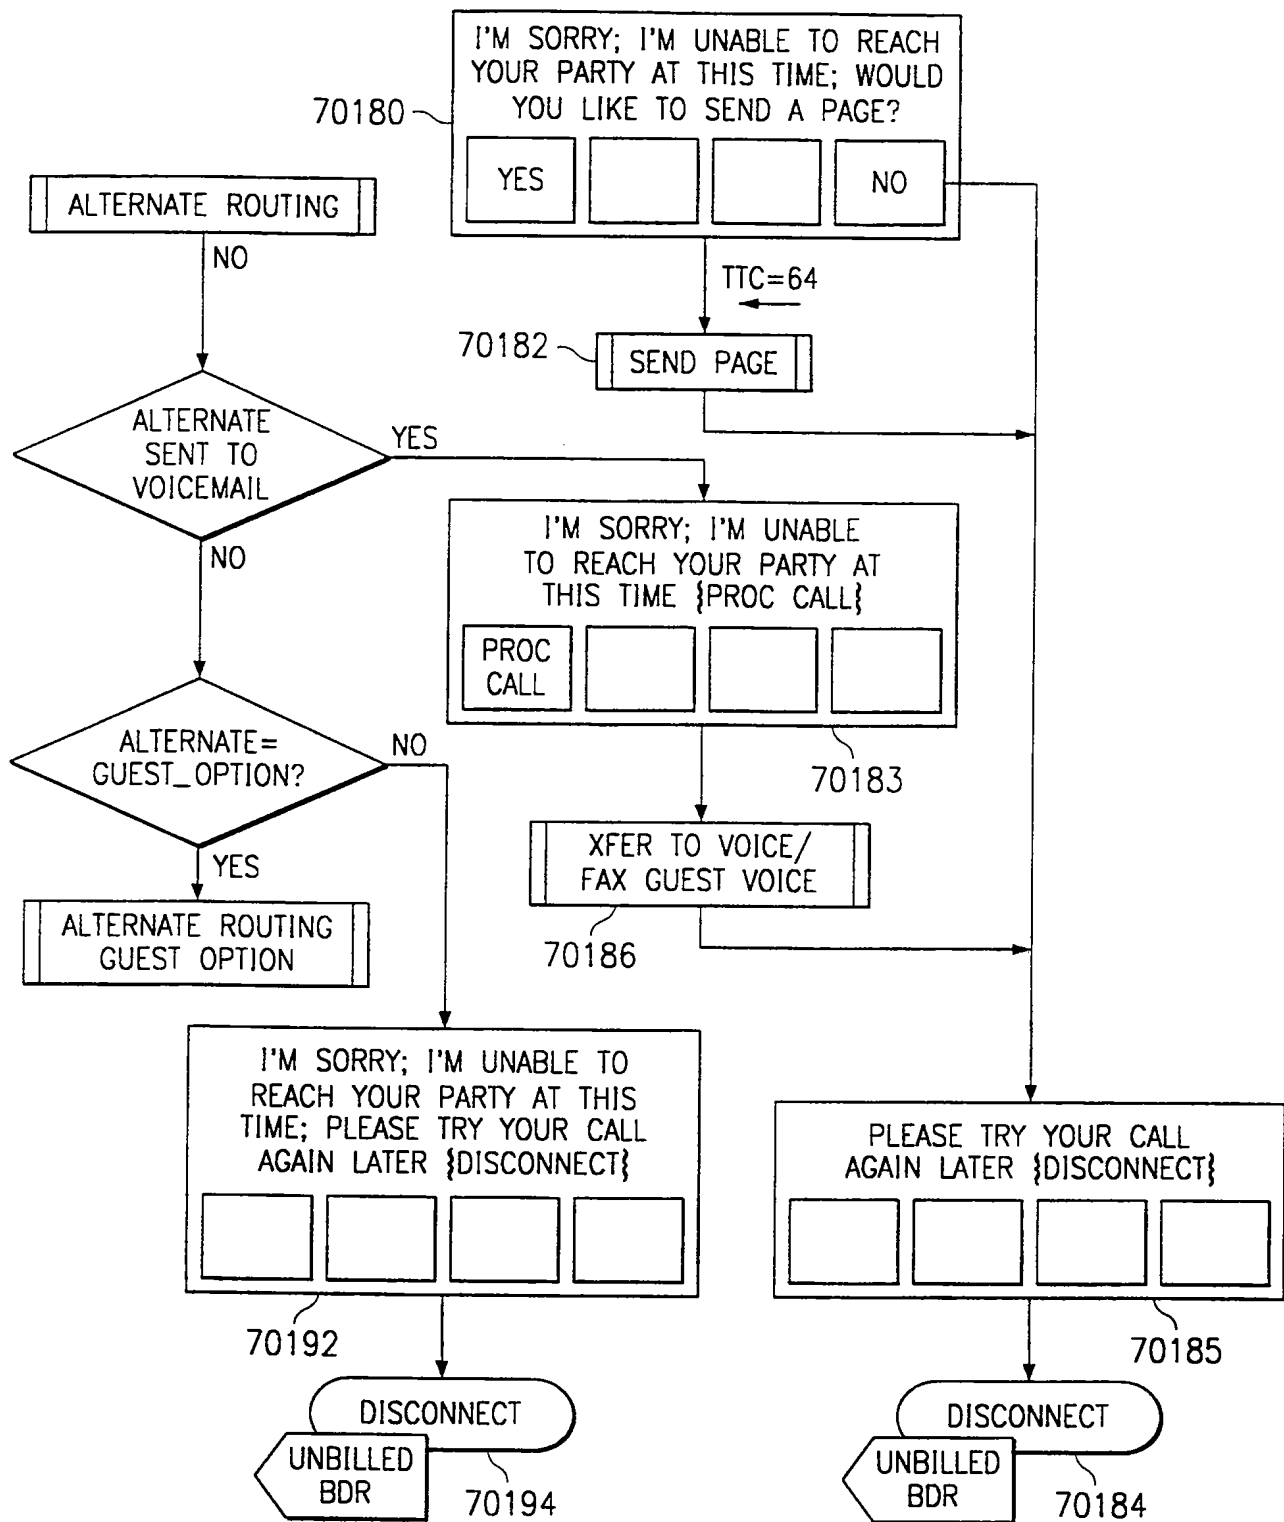 I'M SORRY; I'M UNABLE TO REACH
YOUR PARTY AT THIS TIME; WOULD
YOU LIKE TO SEND A PAGE?
70180
YES
NO
ALTERNATE ROUTING
NO
TTC=64
70182
SEND PAGE
ALTERNATE
SENT TO
VOICEMAIL
YES
NO
I'M SORRY; I'M UNABLE
TO REACH YOUR PARTY AT
THIS TIME {PROC CALL}
PROC
CALL
70183
ALTERNATE=
GUEST_OPTION?
NO
YES
XFER TO VOICE/
FAX GUEST VOICE
70186
ALTERNATE ROUTING
GUEST OPTION
I'M SORRY; I'M UNABLE TO
REACH YOUR PARTY AT THIS
TIME; PLEASE TRY YOUR CALL
AGAIN LATER {DISCONNECT}
70192
PLEASE TRY YOUR CALL
AGAIN LATER {DISCONNECT}
70185
DISCONNECT
UNBILLED
BDR
70194
DISCONNECT
UNBILLED
BDR
70184